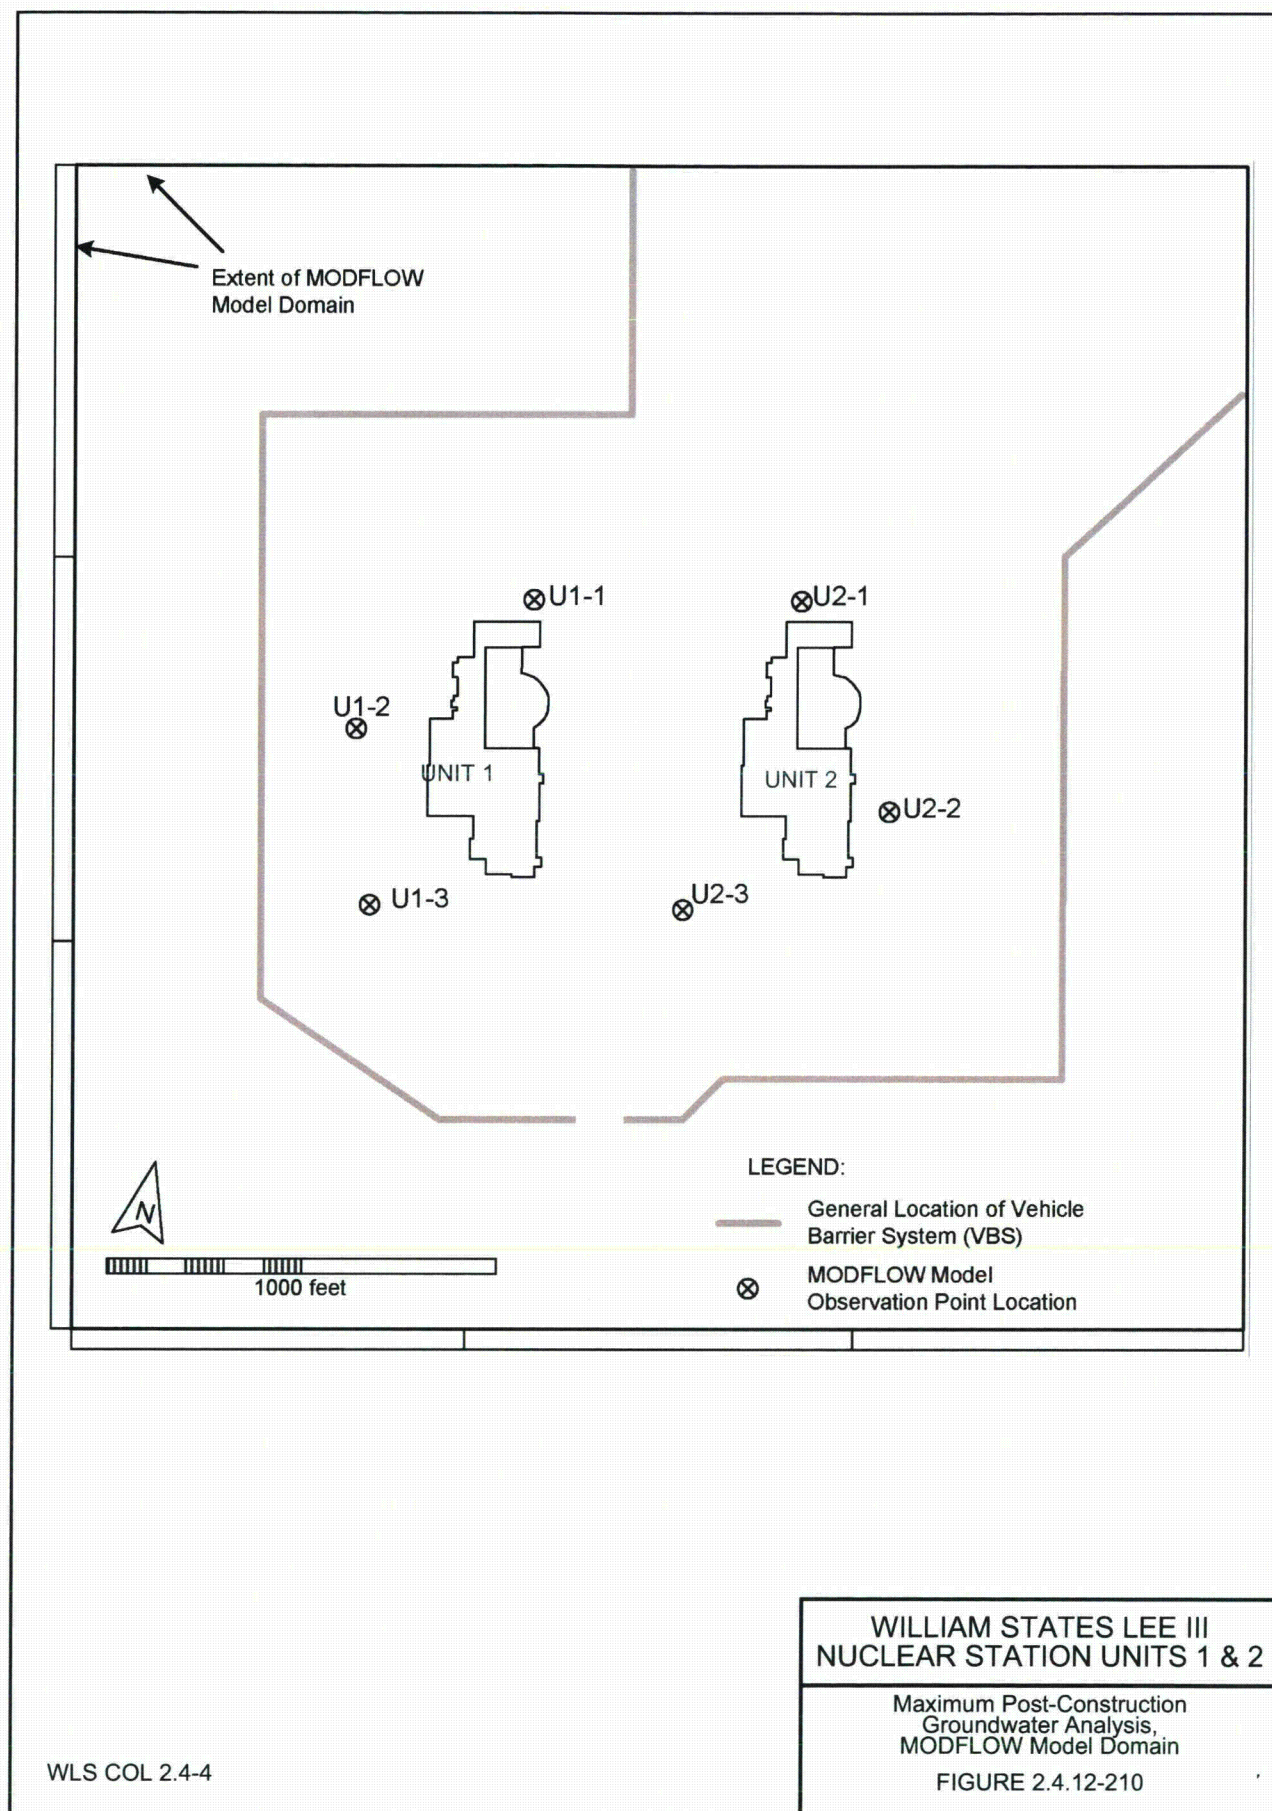 Extent of MODFLOW
Model Domain
U1-1
U2-1
U1-2
UNIT 1
UNIT 2
U2-2
U1-3
U2-3
LEGEND:
General Location of Vehicle
Barrier System (VBS)
MODFLOW Model
Observation Point Location
N
1000 feet
WILLIAM STATES LEE III
NUCLEAR STATION UNITS 1 & 2
Maximum Post-Construction
Groundwater Analysis,
MODFLOW Model Domain
FIGURE 2.4.12-210
WLS COL 2.4-4